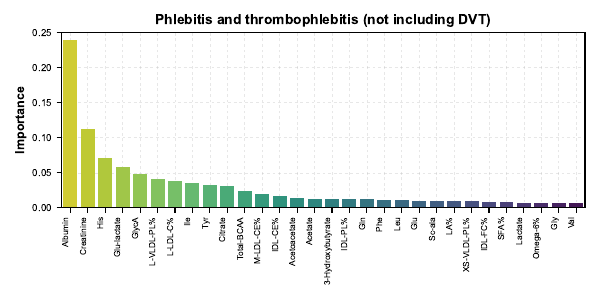 Phlebitis and thrombophlebitis (not including DVT)
Importance
0.25
0.20
0.15
0.10
0.05
0.00
Albumin
Creatinine
His
Glu-lactate
GlycA
L-VLDL-PL%
L-LDL-C%
Ile
Tyr
Citrate
Total-BCAA
M-LDL-CE%
IDL-CE%
Acetoacetate
Acetate
3-Hydroxybutyrate
IDL-PL%
Gln
Phe
Leu
Glu
Sc-ala
LA%
XS-VLDL-PL%
IDL-FC%
SFA%
Lactate
Omega-6%
Gly
Val